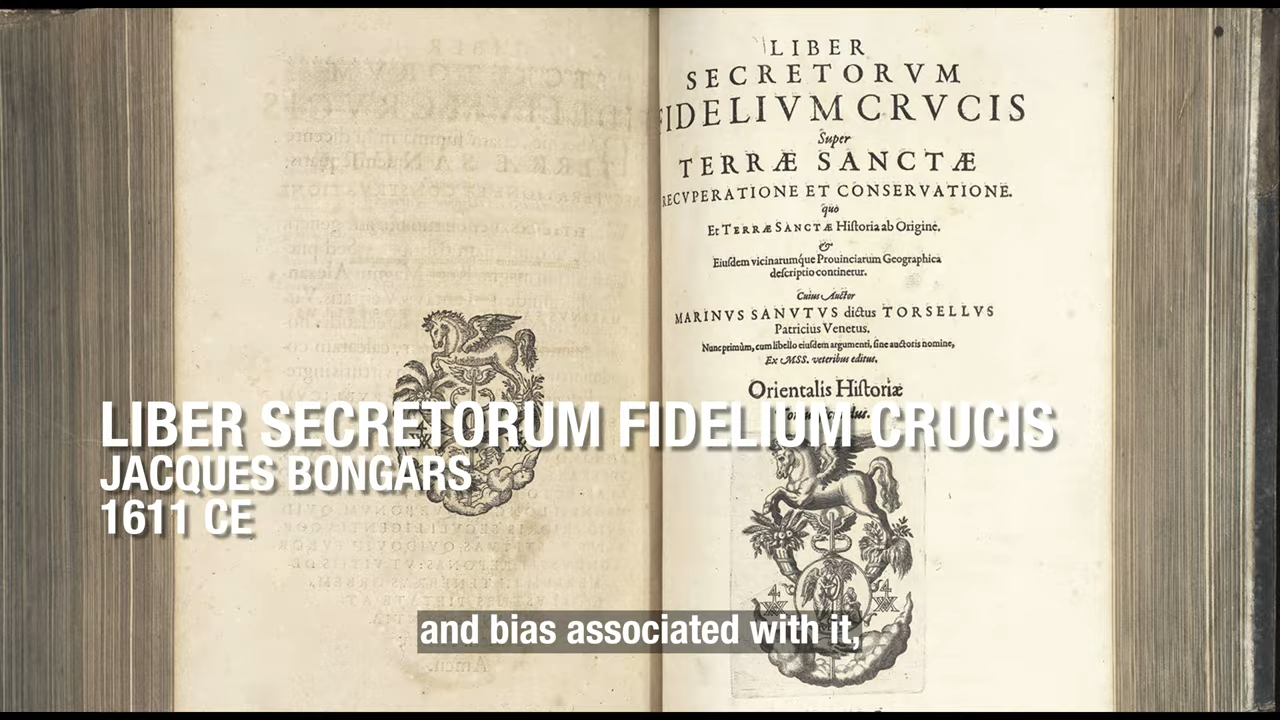 LIBER
SECRETORVM
FIDELIVM CRVCIS
Super
TERRÆ SANCTÆ
RECVPERATIONE ET CONSERVATIONE.
quo
Et TERRÆ SANCTÆ Hiſtoria ab Origine.
&
Eiuſdem vicinarumque Prouinciarum Geographica
deſcriptio continetur.
Cuius Auctor
MARINVS SANVTVS dictus TORSELLVS
Patricius Venetus.
Nunc primùm, cum libello eiuſdem argumenti, ſine auctoris nomine,
Ex MSS. veteribus editus.
Orientalis Hiſtoriæ
LIBER SECRETORUM FIDELIUM CRUCIS
JACQUES BONGARS
1611 CE
and bias associated with it,